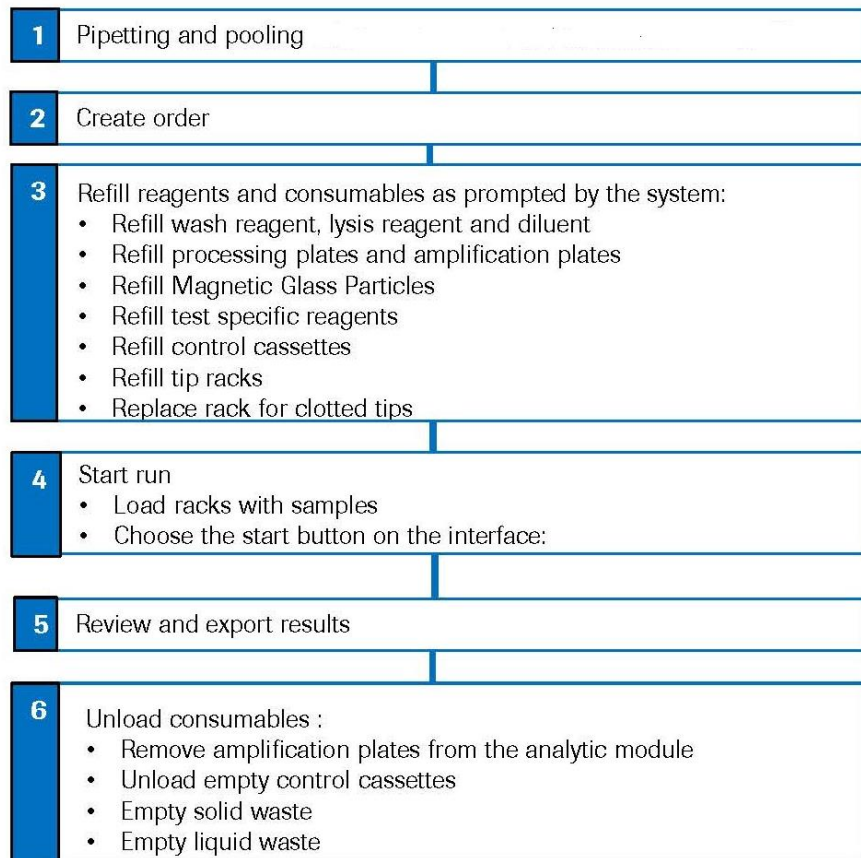 1 Pipetting and pooling
2 Create order
3 Refill reagents and consumables as prompted by the system:
• Refill wash reagent, lysis reagent and diluent
• Refill processing plates and amplification plates
• Refill Magnetic Glass Particles
• Refill test specific reagents
• Refill control cassettes
• Refill tip racks
• Replace rack for clotted tips
4 Start run
• Load racks with samples
• Choose the start button on the interface:
5 Review and export results
6 Unload consumables :
• Remove amplification plates from the analytic module
• Unload empty control cassettes
• Empty solid waste
• Empty liquid waste